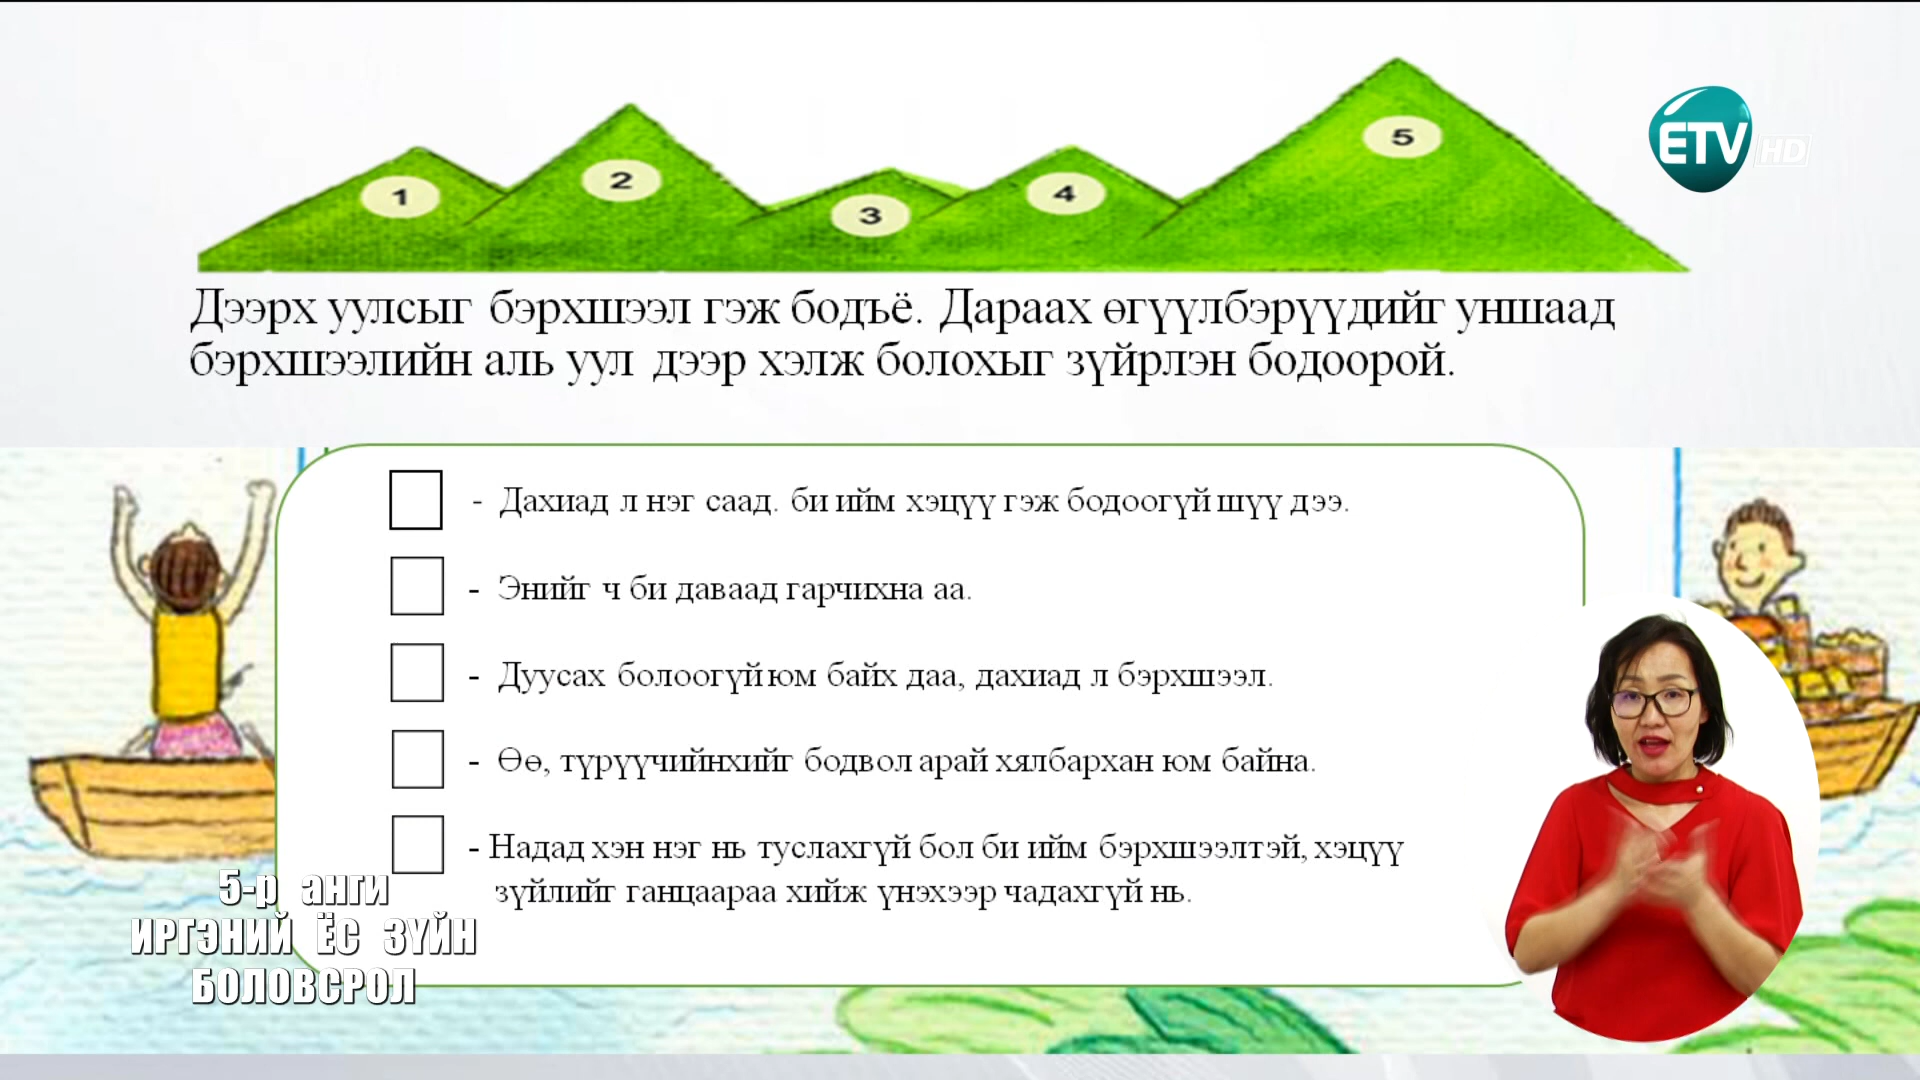 1
2
3
4
5
ETV HD
Дээрх уулсыг бэрхшээл гэж бодъё. Дараах өгүүлбэрүүдийг уншаад
бэрхшээлийн аль уул дээр хэлж болохыг зүйрлэн бодоорой.
- Дахиад л нэг саад. би ийм хэцүү гэж бодоогүй шүү дээ.
- Энийг ч би даваад гарчихна аа.
- Дуусах болоогүй юм байх даа, дахиад л бэрхшээл.
- Өө, түрүүчийнхийг бодвол арай хялбархан юм байна.
- Надад хэн нэг нь туслахгүй бол би ийм бэрхшээлтэй, хэцүү
зүйлийг ганцаараа хийж үнэхээр чадахгүй нь.
5-р анги
ИРГЭНИЙ ЁС ЗҮЙН
БОЛОВСРОЛ